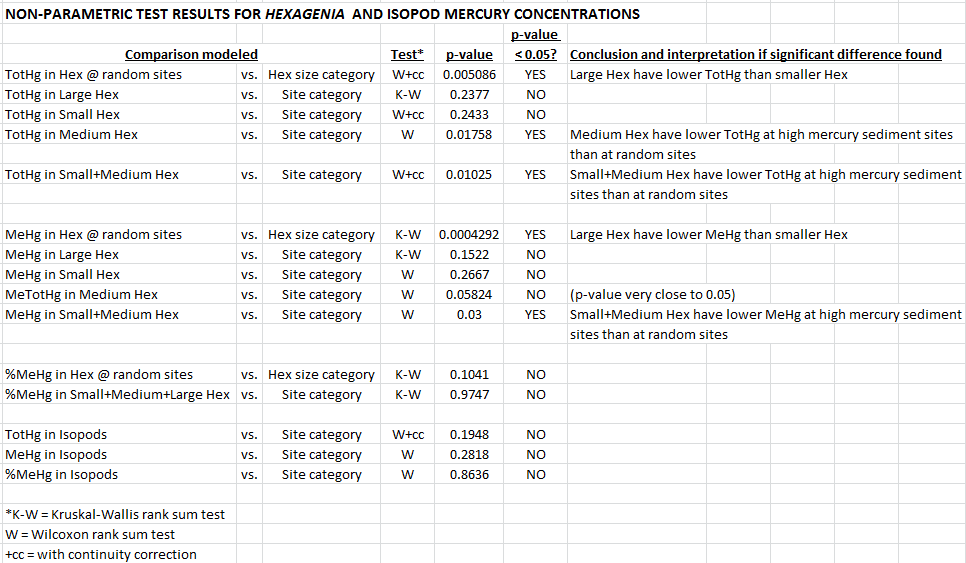 NON-PARAMETRIC TEST RESULTS FOR HEXAGENIA AND ISOPOD MERCURY CONCENTRATIONS
p-value
Comparison modeled Test* p-value < 0.05? Conclusion and interpretation if significant difference found
TotHg in Hex @ random sites vs. Hex size category W+cc 0.005086 YES Large Hex have lower TotHg than smaller Hex
TotHg in Large Hex vs. Site category K-W 0.2377 NO
TotHg in Small Hex vs. Site category W+cc 0.2433 NO
TotHg in Medium Hex vs. Site category W 0.01758 YES Medium Hex have lower TotHg at high mercury sediment sites
than at random sites
TotHg in Small+Medium Hex vs. Site category W+cc 0.01025 YES Small+Medium Hex have lower TotHg at high mercury sediment
sites than at random sites
MeHg in Hex @ random sites vs. Hex size category K-W 0.0004292 YES Large Hex have lower MeHg than smaller Hex
MeHg in Large Hex vs. Site category K-W 0.1522 NO
MeHg in Small Hex vs. Site category W 0.2667 NO
MeTotHg in Medium Hex vs. Site category W 0.05824 NO (p-value very close to 0.05)
MeHg in Small+Medium Hex vs. Site category W 0.03 YES Small+Medium Hex have lower MeHg at high mercury sediment
sites than at random sites
%MeHg in Hex @ random sites vs. Hex size category K-W 0.1041 NO
%MeHg in Small+Medium+Large Hex vs. Site category K-W 0.9747 NO
TotHg in Isopods vs. Site category W+cc 0.1948 NO
MeHg in Isopods vs. Site category W 0.2818 NO
%MeHg in Isopods vs. Site category W 0.8636 NO
*K-W = Kruskal-Wallis rank sum test
W = Wilcoxon rank sum test
+cc = with continuity correction